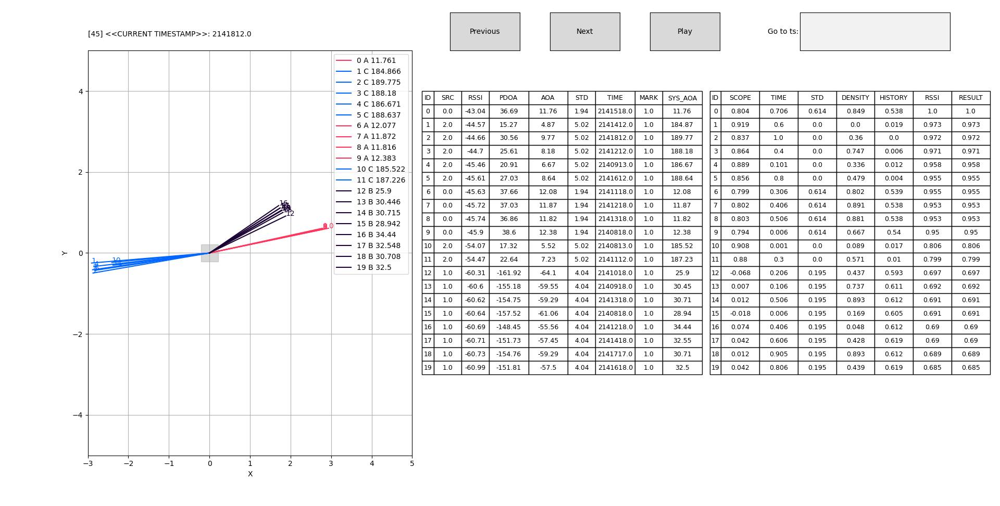 Previous
Next
Play
Go to ts:
[45] <<CURRENT TIMESTAMP>>: 2141812.0
0 A 11.761
1 C 184.866
2 C 189.775
3 C 188.18
4 C 186.671
5 C 188.637
6 A 12.077
7 A 11.872
8 A 11.816
9 A 12.383
10 C 185.522
11 C 187.226
12 B 25.9
13 B 30.446
14 B 30.715
15 B 28.942
16 B 34.44
17 B 32.548
18 B 30.708
19 B 32.5
4
2
0
−2
−4
Y
16
12
0
1
10
−3 −2 −1 0 1 2 3 4 5
X
ID SRC RSSI PDOA AOA STD TIME MARK SYS_AOA
0 0.0 -43.04 36.69 11.76 1.94 2141518.0 1.0 11.76
1 2.0 -44.57 15.27 4.87 5.02 2141412.0 1.0 184.87
2 2.0 -44.66 30.56 9.77 5.02 2141812.0 1.0 189.77
3 2.0 -44.7 25.61 8.18 5.02 2141212.0 1.0 188.18
4 2.0 -45.46 20.91 6.67 5.02 2140913.0 1.0 186.67
5 2.0 -45.61 27.03 8.64 5.02 2141612.0 1.0 188.64
6 0.0 -45.63 37.66 12.08 1.94 2141118.0 1.0 12.08
7 0.0 -45.72 37.03 11.87 1.94 2141218.0 1.0 11.87
8 0.0 -45.74 36.86 11.82 1.94 2141318.0 1.0 11.82
9 0.0 -45.9 38.6 12.38 1.94 2140818.0 1.0 12.38
10 2.0 -54.07 17.32 5.52 5.02 2140813.0 1.0 185.52
11 2.0 -54.47 22.64 7.23 5.02 2141112.0 1.0 187.23
12 1.0 -60.31 -161.92 -64.1 4.04 2141018.0 1.0 25.9
13 1.0 -60.6 -155.18 -59.55 4.04 2140918.0 1.0 30.45
14 1.0 -60.62 -154.75 -59.29 4.04 2141318.0 1.0 30.71
15 1.0 -60.64 -157.52 -61.06 4.04 2140818.0 1.0 28.94
16 1.0 -60.69 -148.45 -55.56 4.04 2141218.0 1.0 34.44
17 1.0 -60.71 -151.73 -57.45 4.04 2141418.0 1.0 32.55
18 1.0 -60.73 -154.76 -59.29 4.04 2141717.0 1.0 30.71
19 1.0 -60.99 -151.81 -57.5 4.04 2141618.0 1.0 32.5
ID SCOPE TIME STD DENSITY HISTORY RSSI RESULT
0 0.804 0.706 0.614 0.849 0.538 1.0 1.0
1 0.919 0.6 0.0 0.0 0.019 0.973 0.973
2 0.837 1.0 0.0 0.36 0.0 0.972 0.972
3 0.864 0.4 0.0 0.747 0.006 0.971 0.971
4 0.889 0.101 0.0 0.336 0.012 0.958 0.958
5 0.856 0.8 0.0 0.479 0.004 0.955 0.955
6 0.799 0.306 0.614 0.802 0.539 0.955 0.955
7 0.802 0.406 0.614 0.891 0.538 0.953 0.953
8 0.803 0.506 0.614 0.881 0.538 0.953 0.953
9 0.794 0.006 0.614 0.667 0.54 0.95 0.95
10 0.908 0.001 0.0 0.089 0.017 0.806 0.806
11 0.88 0.3 0.0 0.571 0.01 0.799 0.799
12 -0.068 0.206 0.195 0.437 0.593 0.697 0.697
13 0.007 0.106 0.195 0.737 0.611 0.692 0.692
14 0.012 0.506 0.195 0.893 0.612 0.691 0.691
15 -0.018 0.006 0.195 0.169 0.605 0.691 0.691
16 0.074 0.406 0.195 0.048 0.612 0.69 0.69
17 0.042 0.606 0.195 0.428 0.619 0.69 0.69
18 0.012 0.905 0.195 0.893 0.612 0.689 0.689
19 0.042 0.806 0.195 0.439 0.619 0.685 0.685